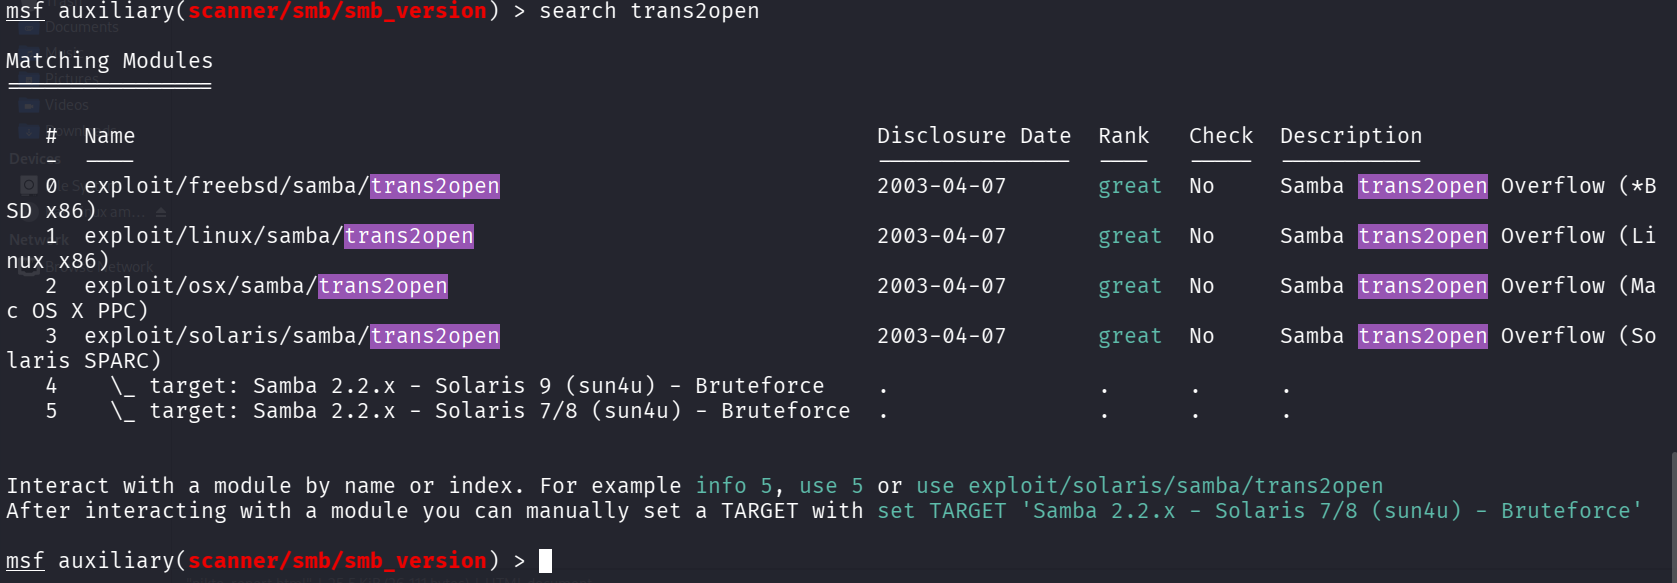 msf auxiliary(scanner/smb/smb_version) > search trans2open
Matching Modules
================
# Name Disclosure Date Rank Check Description
- ---- --------------- ---- ----- -----------
0 exploit/freebsd/samba/trans2open 2003-04-07 great No Samba trans2open Overflow (*B
SD x86)
1 exploit/linux/samba/trans2open 2003-04-07 great No Samba trans2open Overflow (Li
nux x86)
2 exploit/osx/samba/trans2open 2003-04-07 great No Samba trans2open Overflow (Ma
c OS X PPC)
3 exploit/solaris/samba/trans2open 2003-04-07 great No Samba trans2open Overflow (So
laris SPARC)
4 \_ target: Samba 2.2.x - Solaris 9 (sun4u) - Bruteforce . . . .
5 \_ target: Samba 2.2.x - Solaris 7/8 (sun4u) - Bruteforce . . . .
Interact with a module by name or index. For example info 5, use 5 or use exploit/solaris/samba/trans2open
After interacting with a module you can manually set a TARGET with set TARGET 'Samba 2.2.x - Solaris 7/8 (sun4u) - Bruteforce'
msf auxiliary(scanner/smb/smb_version) >
Documents
Pictures
Videos
Devices
Network